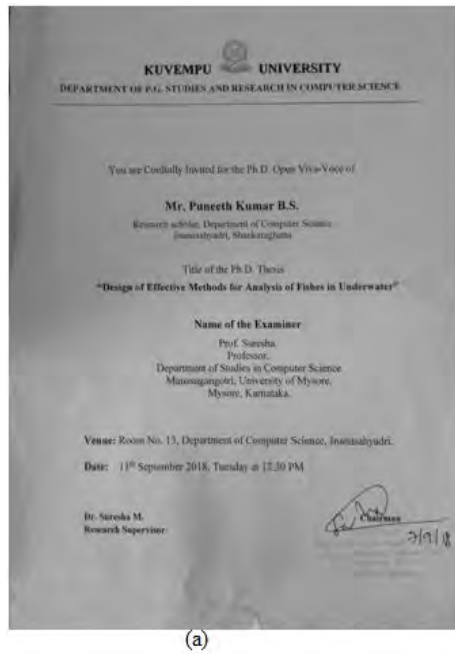 KUVEMPU UNIVERSITY
DEPARTMENT OF P.G. STUDIES AND RESEARCH IN COMPUTER SCIENCE
You are Cordially Invited for the Ph.D. Open Viva-Voce of
Mr. Puneeth Kumar B.S.
Research scholar, Department of Computer Science
Jnanasahyadri, Shankaraghatta
Title of the Ph.D. Thesis
"Design of Effective Methods for Analysis of Fishes in Underwater"
Name of the Examiner
Prof. Suresha.
Professor,
Department of Studies in Computer Science
Manasagangotri, University of Mysore,
Mysore, Karnataka.
Venue: Room No. 13, Department of Computer Science, Jnanasahyadri.
Date: 11th September 2018, Tuesday at 12.30 PM
Dr. Suresha M.
Research Supervisor
Chairman
7/9/18
(a)